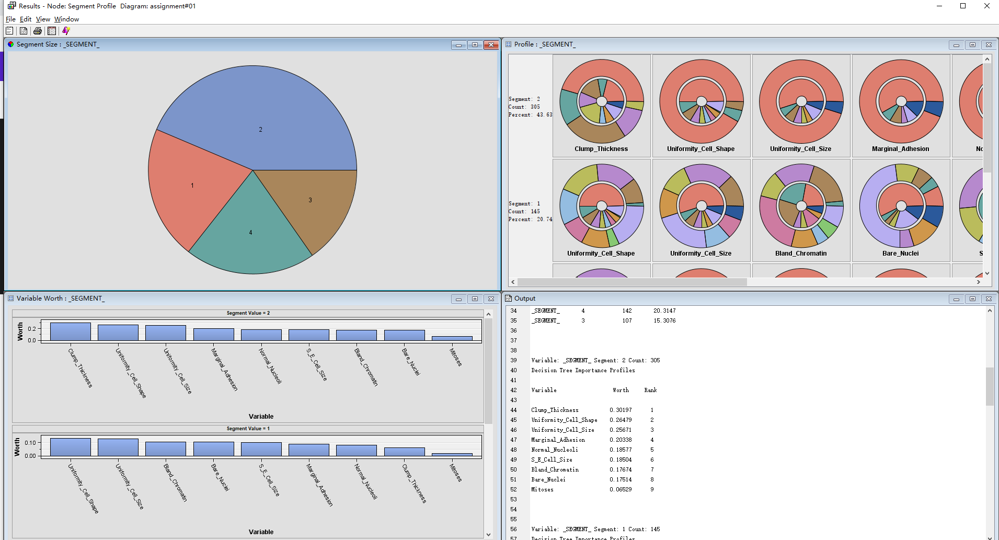 Results - Node: Segment Profile  Diagram: assignment#01
File  Edit  View  Window
Segment Size : _SEGMENT_
2
1
3
4
Profile : _SEGMENT_
Segment: 2
Count: 305
Percent: 43.63
Clump_Thickness
Uniformity_Cell_Shape
Uniformity_Cell_Size
Marginal_Adhesion
Segment: 1
Count: 145
Percent: 20.74
Uniformity_Cell_Shape
Uniformity_Cell_Size
Bland_Chromatin
Bare_Nuclei
S
Variable Worth : _SEGMENT_
Segment Value = 2
Worth
0.2
0.0
Clump_Thickness
Uniformity_Cell_Shape
Uniformity_Cell_Size
Marginal_Adhesion
Normal_Nucleoli
S_E_Cell_Size
Bland_Chromatin
Bare_Nuclei
Mitoses
Variable
Segment Value = 1
Worth
0.10
0.00
Uniformity_Cell_Shape
Uniformity_Cell_Size
Bland_Chromatin
Bare_Nuclei
S_E_Cell_Size
Marginal_Adhesion
Normal_Nucleoli
Clump_Thickness
Mitoses
Variable
Output
34 _SEGMENT_ 4 142 20.3147
35 _SEGMENT_ 3 107 15.3076
36
37
38
39 Variable: _SEGMENT_ Segment: 2 Count: 305
40 Decision Tree Importance Profiles
41
42 Variable Worth Rank
43
44 Clump_Thickness 0.30197 1
45 Uniformity_Cell_Shape 0.26479 2
46 Uniformity_Cell_Size 0.25671 3
47 Marginal_Adhesion 0.20338 4
48 Normal_Nucleoli 0.18577 5
49 S_E_Cell_Size 0.18504 6
50 Bland_Chromatin 0.17674 7
51 Bare_Nuclei 0.17514 8
52 Mitoses 0.06529 9
53
54
55
56 Variable: _SEGMENT_ Segment: 1 Count: 145
57 Decision Tree Importance Profiles